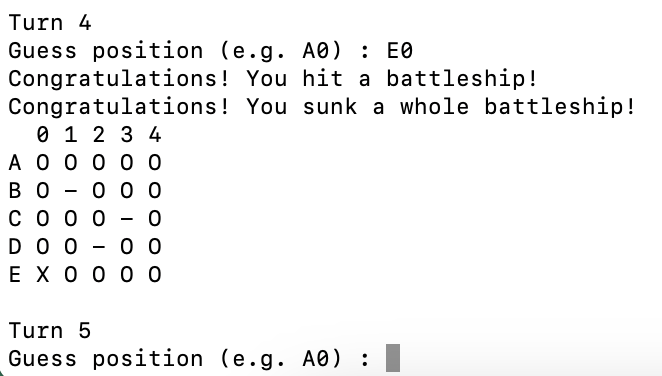 Turn 4
Guess position (e.g. A0) : E0
Congratulations! You hit a battleship!
Congratulations! You sunk a whole battleship!
  0 1 2 3 4
A O O O O O
B O – O O O
C O O O – O
D O O – O O
E X O O O O

Turn 5
Guess position (e.g. A0) :